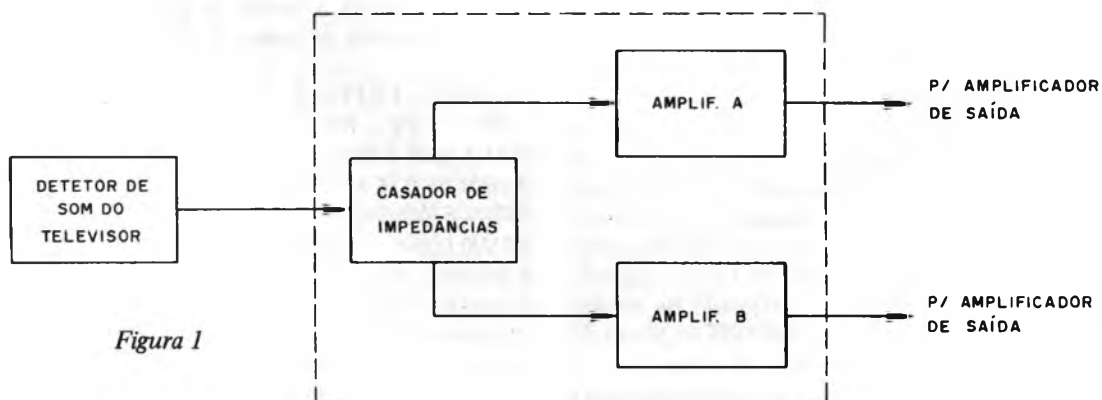 AMPLIF. A
P/ AMPLIFICADOR
DE SAÍDA
DETETOR DE
SOM DO
TELEVISOR
CASADOR DE
IMPEDÂNCIAS
AMPLIF. B
P/ AMPLIFICADOR
DE SAÍDA
Figura 1